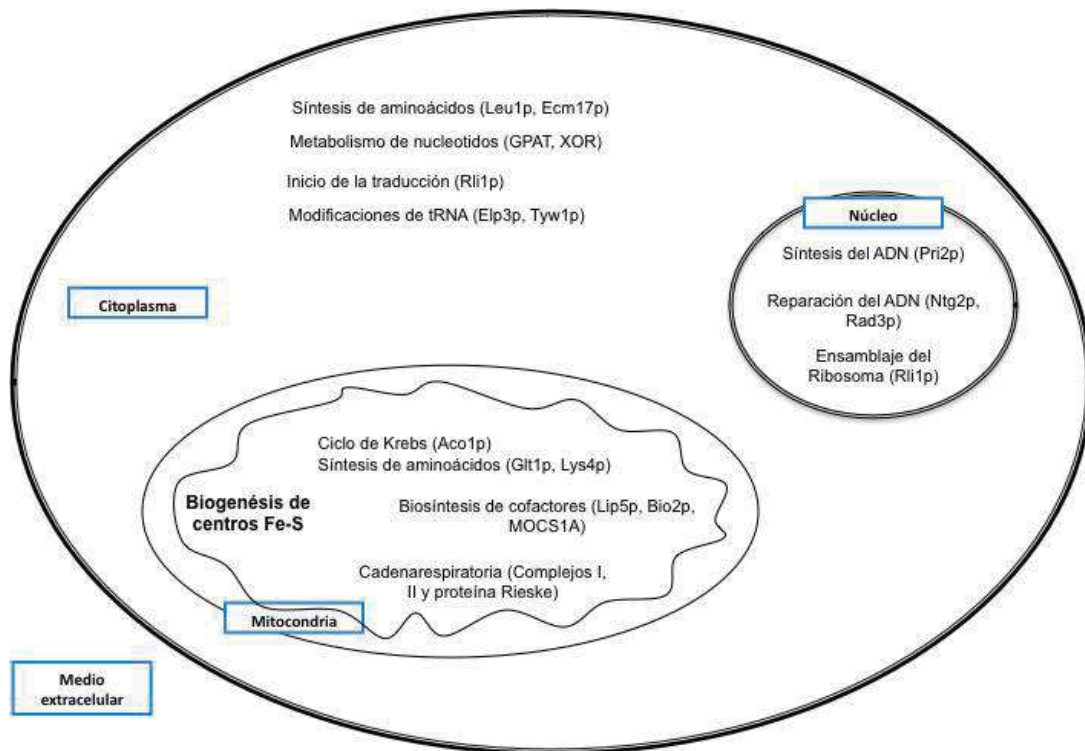 Síntesis de aminoácidos (Leu1p, Ecm17p)
Metabolismo de nucleotidos (GPAT, XOR)
Inicio de la traducción (Rli1p)
Modificaciones de tRNA (Elp3p, Tyw1p)
Núcleo
Síntesis del ADN (Pri2p)
Reparación del ADN (Ntg2p,
Rad3p)
Ensamblaje del
Ribosoma (Rli1p)
Citoplasma
Ciclo de Krebs (Aco1p)
Síntesis de aminoácidos (Glt1p, Lys4p)
Biogenésis de
centros Fe-S
Biosíntesis de cofactores (Lip5p, Bio2p,
MOCS1A)
Cadenarespiratoria (Complejos I,
II y proteína Rieske)
Mitocondria
Medio
extracelular